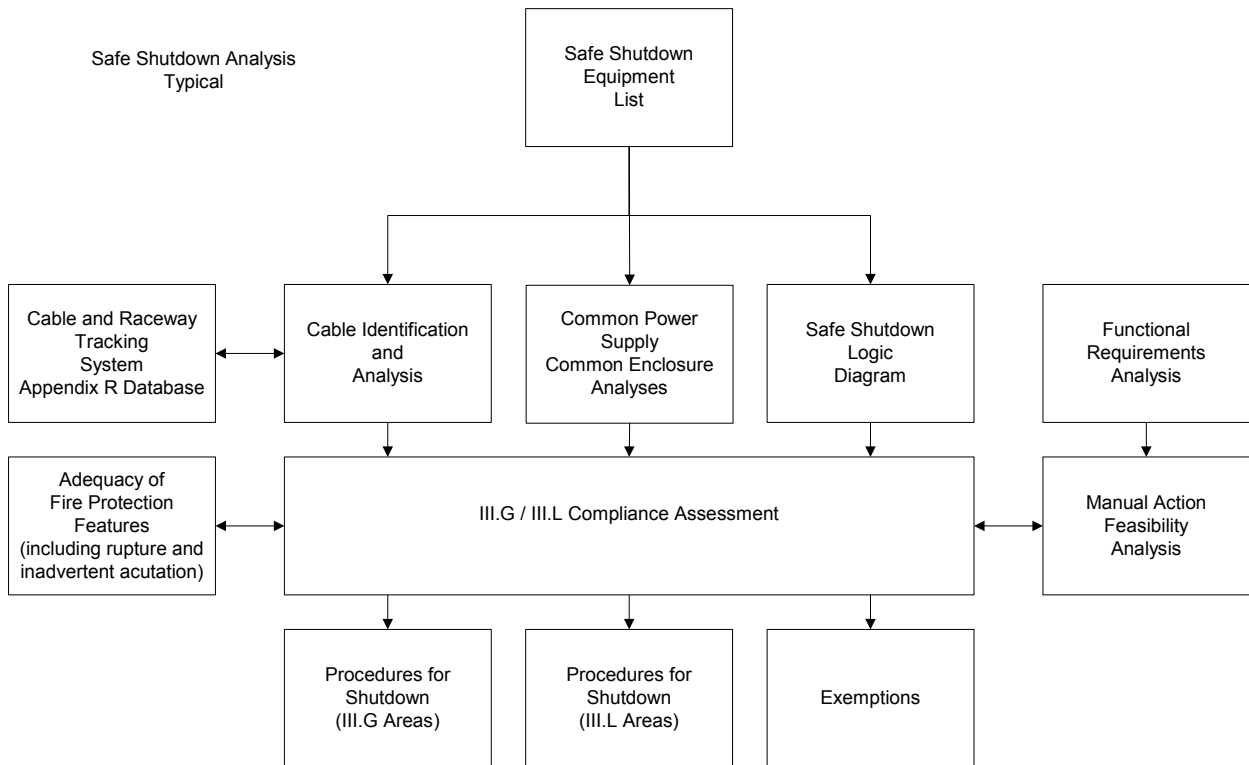 Safe Shutdown Analysis
Typical
Safe Shutdown
Equipment
List
Cable and Raceway
Tracking
System
Appendix R Database
Cable Identification
and
Analysis
Common Power
Supply
Common Enclosure
Analyses
Safe Shutdown
Logic
Diagram
Functional
Requirements
Analysis
Adequacy of
Fire Protection
Features
(including rupture and
inadvertent acutation)
III.G / III.L Compliance Assessment
Manual Action
Feasibility
Analysis
Procedures for
Shutdown
(III.G Areas)
Procedures for
Shutdown
(III.L Areas)
Exemptions